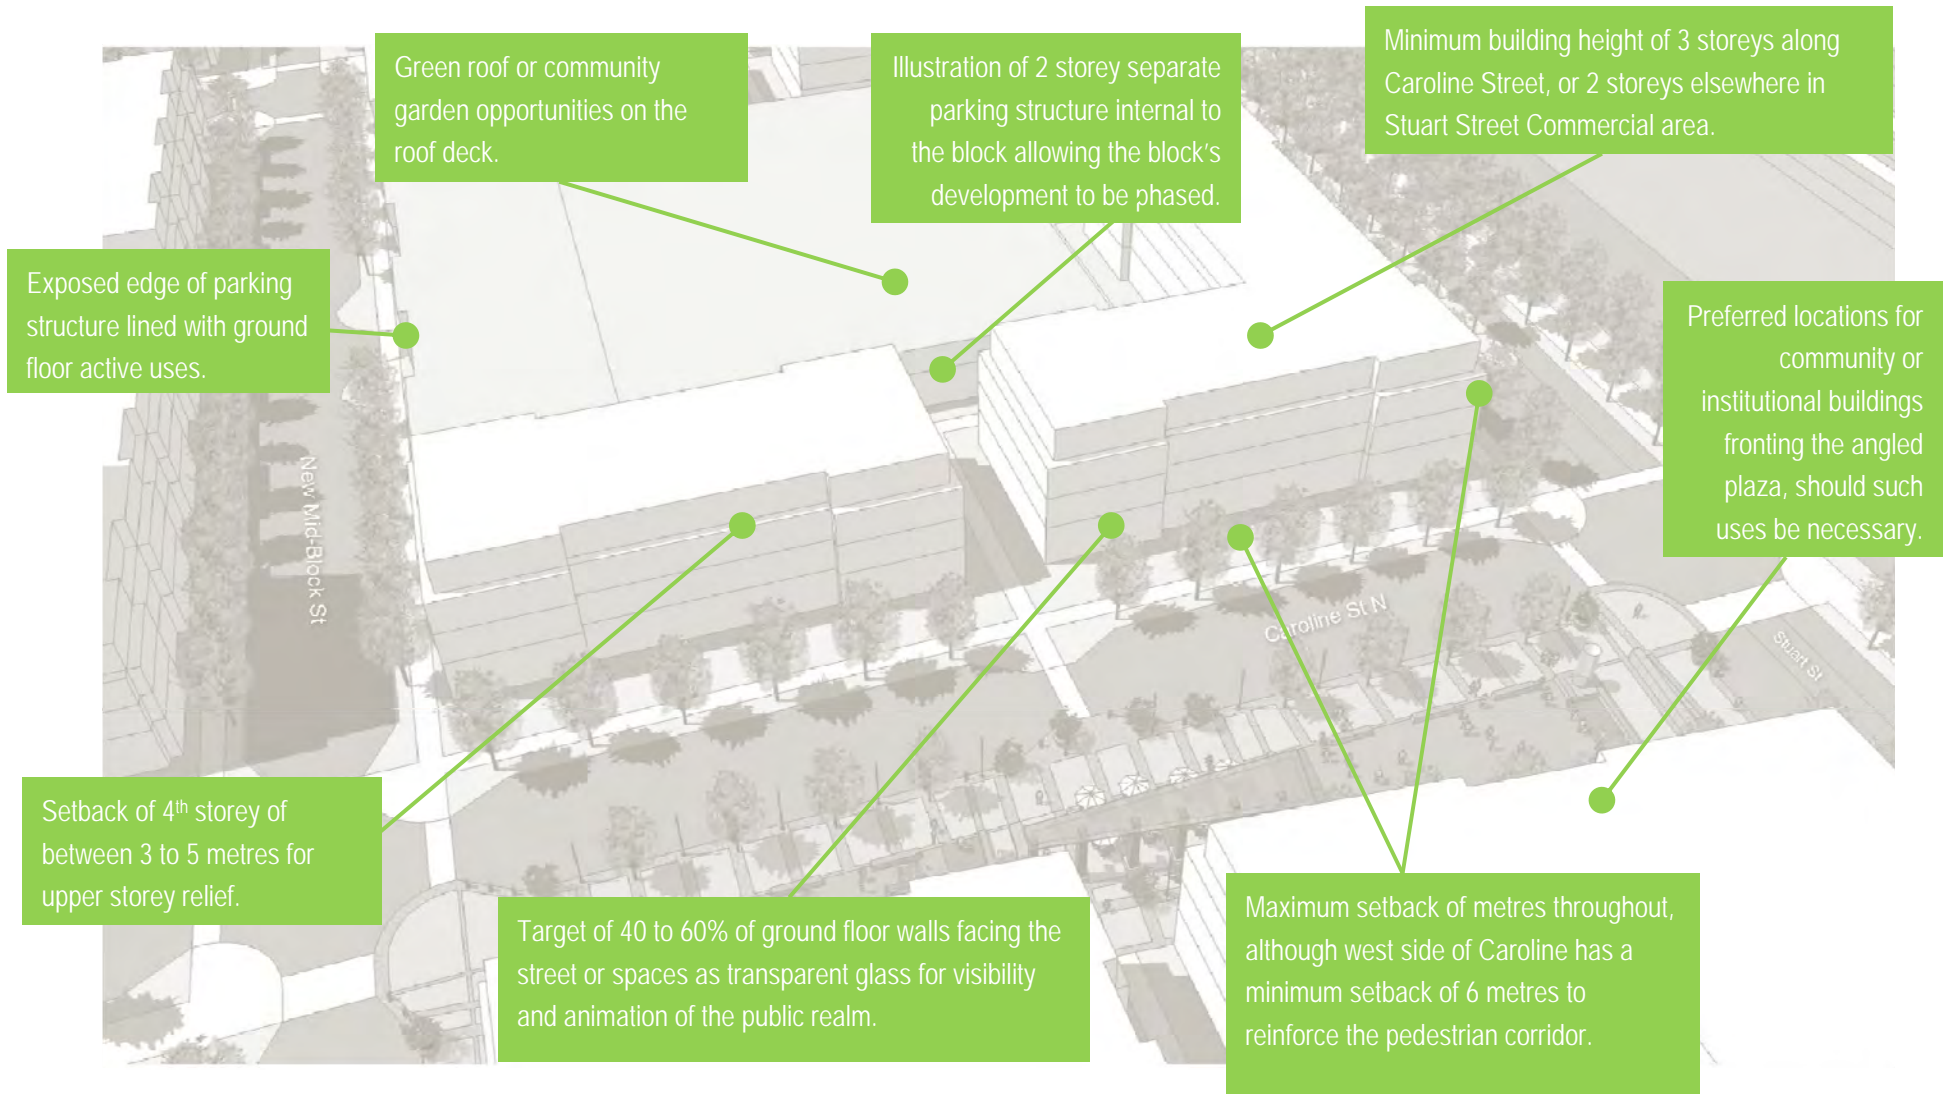 Green roof or community
garden opportunities on the
roof deck.
Illustration of 2 storey separate
parking structure internal to
the block allowing the block's
development to be phased.
Minimum building height of 3 storeys along
Caroline Street, or 2 storeys elsewhere in
Stuart Street Commercial area.
Exposed edge of parking
structure lined with ground
floor active uses.
Preferred locations for
community or
institutional buildings
fronting the angled
plaza, should such
uses be necessary.
New Mid-Block St
Caroline St N
Stuart St
Setback of 4th storey of
between 3 to 5 metres for
upper storey relief.
Target of 40 to 60% of ground floor walls facing the
street or spaces as transparent glass for visibility
and animation of the public realm.
Maximum setback of metres throughout,
although west side of Caroline has a
minimum setback of 6 metres to
reinforce the pedestrian corridor.